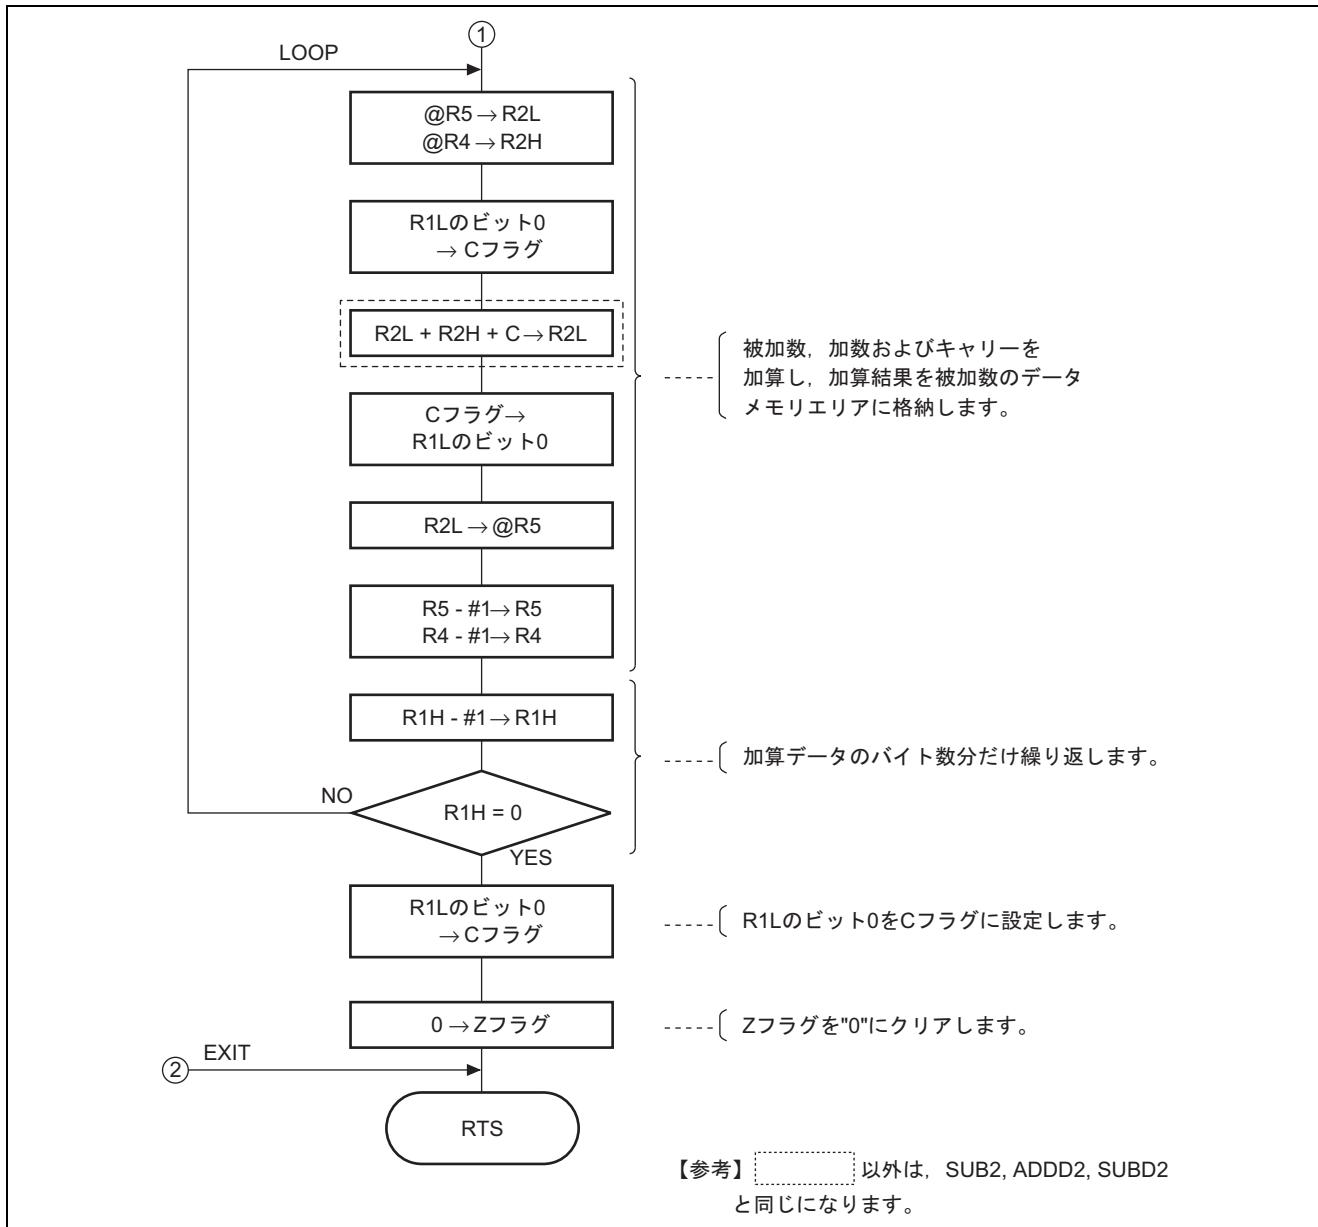 ①
LOOP
@R5→R2L
@R4→R2H
R1Lのビット0
→ Cフラグ
R2L + R2H + C→R2L
被加数，加数およびキャリーを
加算し，加算結果を被加数のデータ
メモリエリアに格納します。
Cフラグ→
R1Lのビット0
R2L→@R5
R5 - #1→R5
R4 - #1→R4
R1H - #1→R1H
加算データのバイト数分だけ繰り返します。
NO
R1H = 0
YES
R1Lのビット0
→Cフラグ
R1Lのビット0をCフラグに設定します。
0→Zフラグ
Zフラグを"0"にクリアします。
② EXIT
RTS
【参考】 以外は，SUB2, ADDD2, SUBD2
と同じになります。